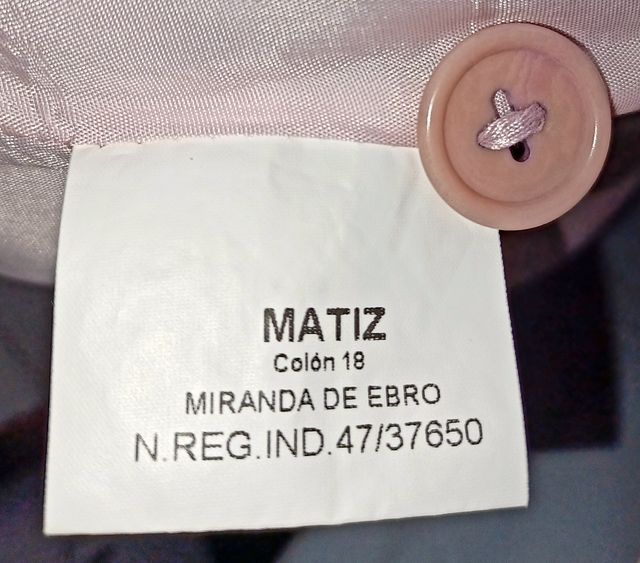 MATIZ
Colón 18
MIRANDA DE EBRO
N.REG.IND.47/37650